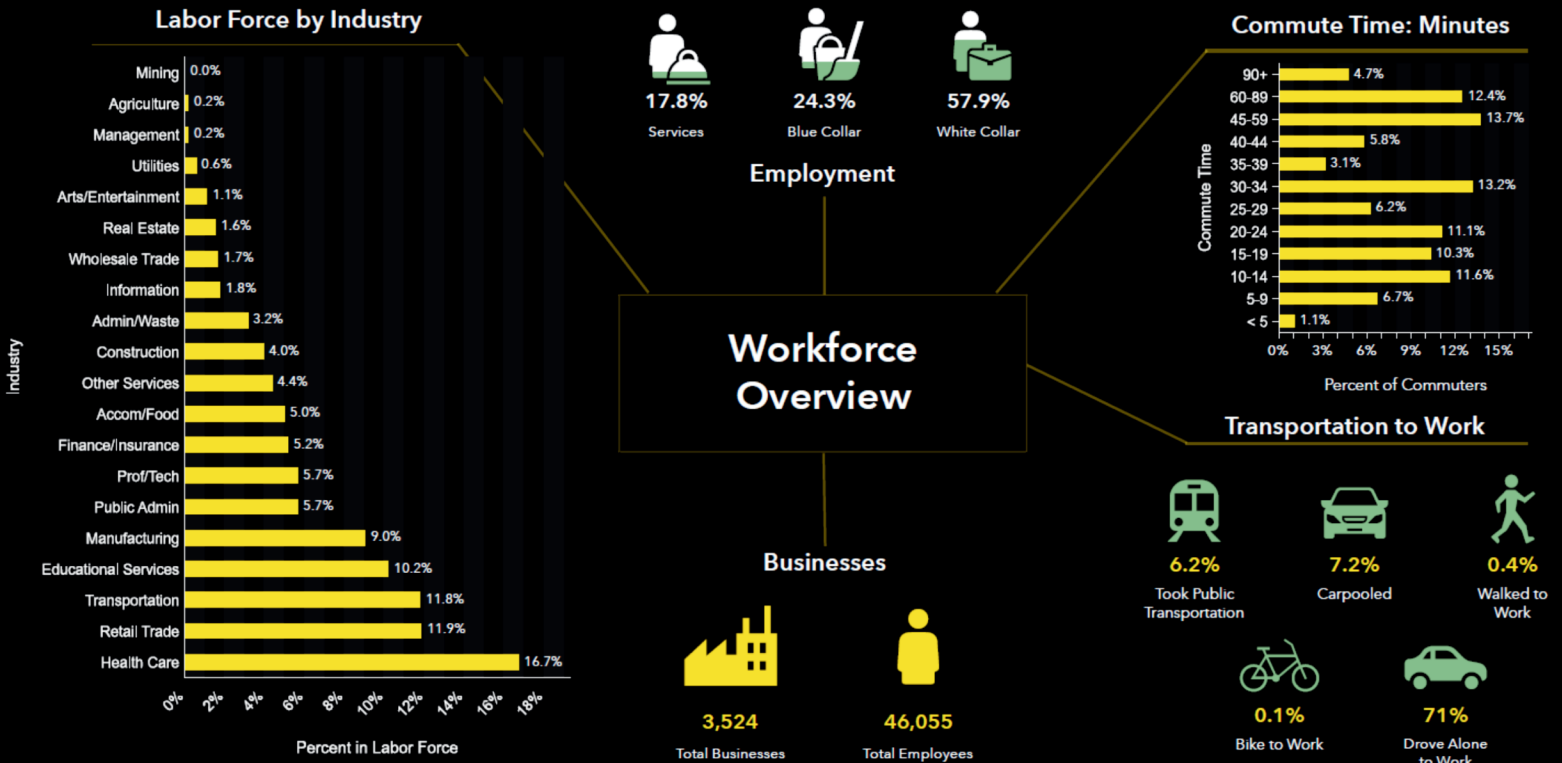 Labor Force by Industry
Industry
Mining 0.0%
Agriculture 0.2%
Management 0.2%
Utilities 0.6%
Arts/Entertainment 1.1%
Real Estate 1.6%
Wholesale Trade 1.7%
Information 1.8%
Admin/Waste 3.2%
Construction 4.0%
Other Services 4.4%
Accom/Food 5.0%
Finance/Insurance 5.2%
Prof/Tech 5.7%
Public Admin 5.7%
Manufacturing 9.0%
Educational Services 10.2%
Transportation 11.8%
Retail Trade 11.9%
Health Care 16.7%
0% 2% 4% 6% 8% 10% 12% 14% 16% 18%
Percent in Labor Force
17.8% 24.3% 57.9%
Services Blue Collar White Collar
Employment
Workforce
Overview
Businesses
3,524 46,055
Total Businesses Total Employees
Commute Time: Minutes
Commute Time
90+ 4.7%
60-89 12.4%
45-59 13.7%
40-44 5.8%
35-39 3.1%
30-34 13.2%
25-29 6.2%
20-24 11.1%
15-19 10.3%
10-14 11.6%
5-9 6.7%
< 5 1.1%
0% 3% 6% 9% 12% 15%
Percent of Commuters
Transportation to Work
6.2% 7.2% 0.4%
Took Public Carpooled Walked to
Transportation Work
0.1% 71%
Bike to Work Drove Alone
to Work